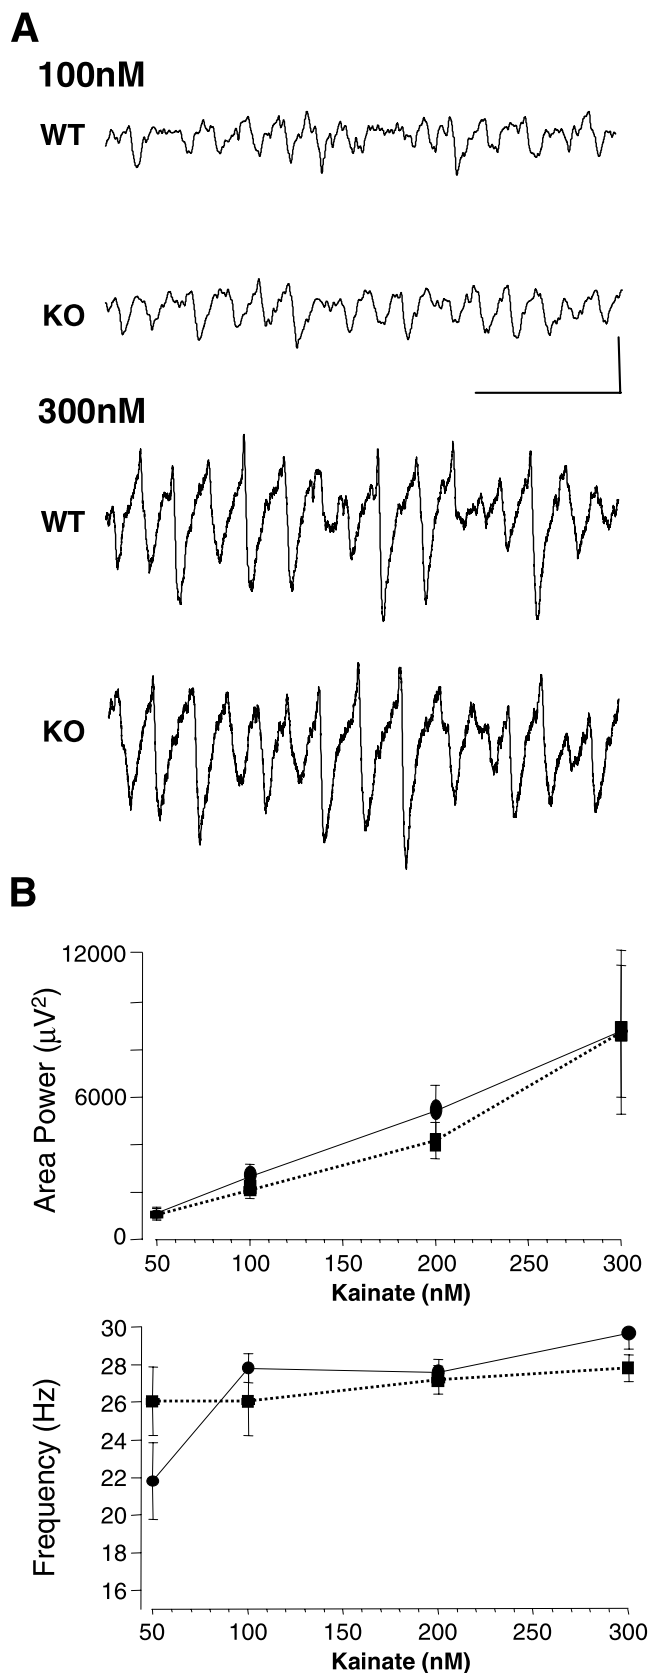 A
100nM
WT
KO
300nM
WT
KO
B
12000
6000
0
Area Power (μV²)
50 100 150 200 250 300
Kainate (nM)
30
28
26
24
22
20
18
16
Frequency (Hz)
50 100 150 200 250 300
Kainate (nM)